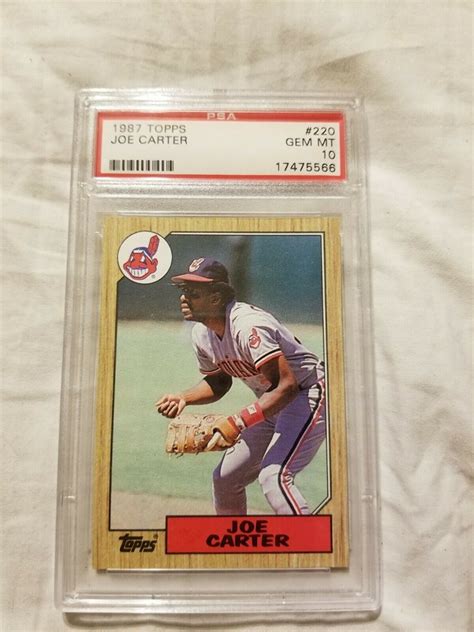 PSA
1987 TOPPS #220
JOE CARTER GEM MT
10
17475566
Topps
JOE
CARTER